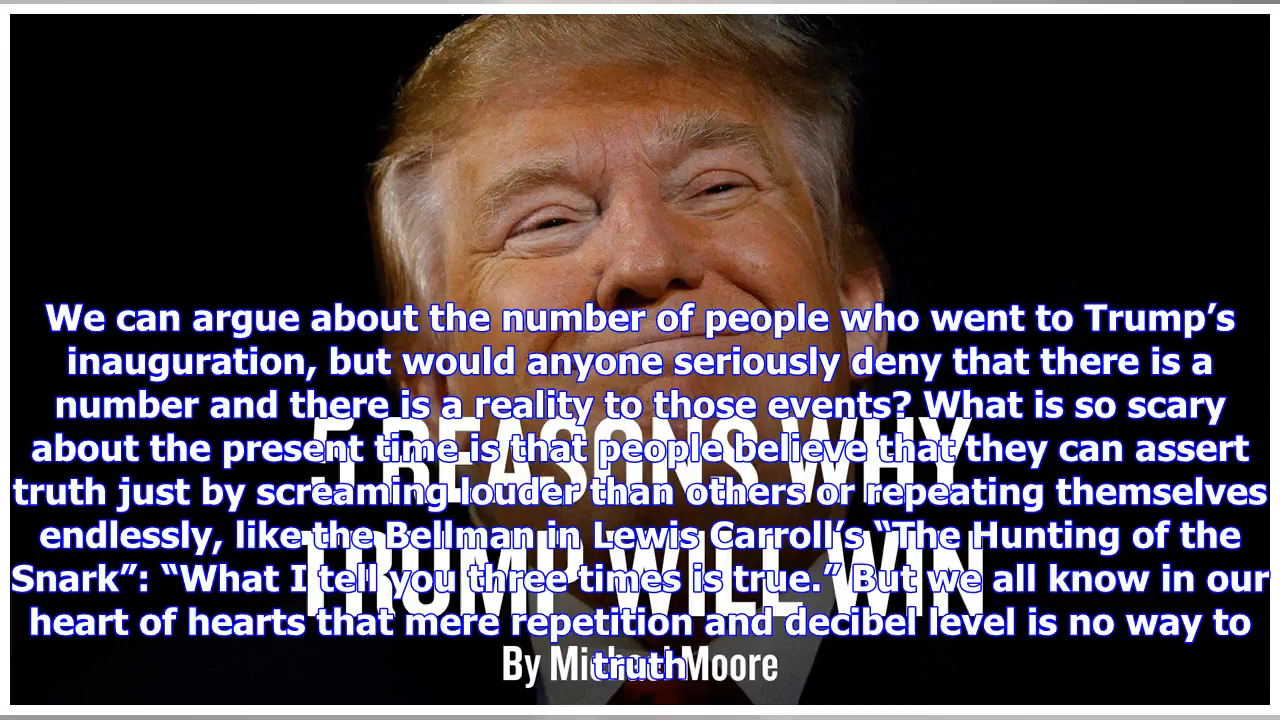 We can argue about the number of people who went to Trump’s
inauguration, but would anyone seriously deny that there is a
number and there is a reality to those events? What is so scary
about the present time is that people believe that they can assert
truth just by screaming louder than others or repeating themselves
endlessly, like the Bellman in Lewis Carroll’s “The Hunting of the
Snark”: “What I tell you three times is true.” But we all know in our
heart of hearts that mere repetition and decibel level is no way to
truth
5 REASONS WHY
TRUMP WILL WIN
By Michael Moore